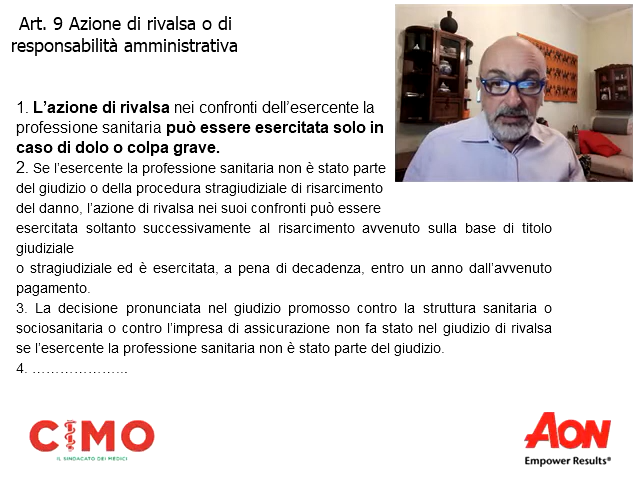 Art. 9 Azione di rivalsa o di
responsabilità amministrativa
1. L’azione di rivalsa nei confronti dell’esercente la
professione sanitaria può essere esercitata solo in
caso di dolo o colpa grave.
2. Se l’esercente la professione sanitaria non è stato parte
del giudizio o della procedura stragiudiziale di risarcimento
del danno, l’azione di rivalsa nei suoi confronti può essere
esercitata soltanto successivamente al risarcimento avvenuto sulla base di titolo
giudiziale
o stragiudiziale ed è esercitata, a pena di decadenza, entro un anno dall’avvenuto
pagamento.
3. La decisione pronunciata nel giudizio promosso contro la struttura sanitaria o
sociosanitaria o contro l’impresa di assicurazione non fa stato nel giudizio di rivalsa
se l’esercente la professione sanitaria non è stato parte del giudizio.
4. ………………...
CIMO
IL SINDACATO DEI MEDICI
AON
Empower Results®